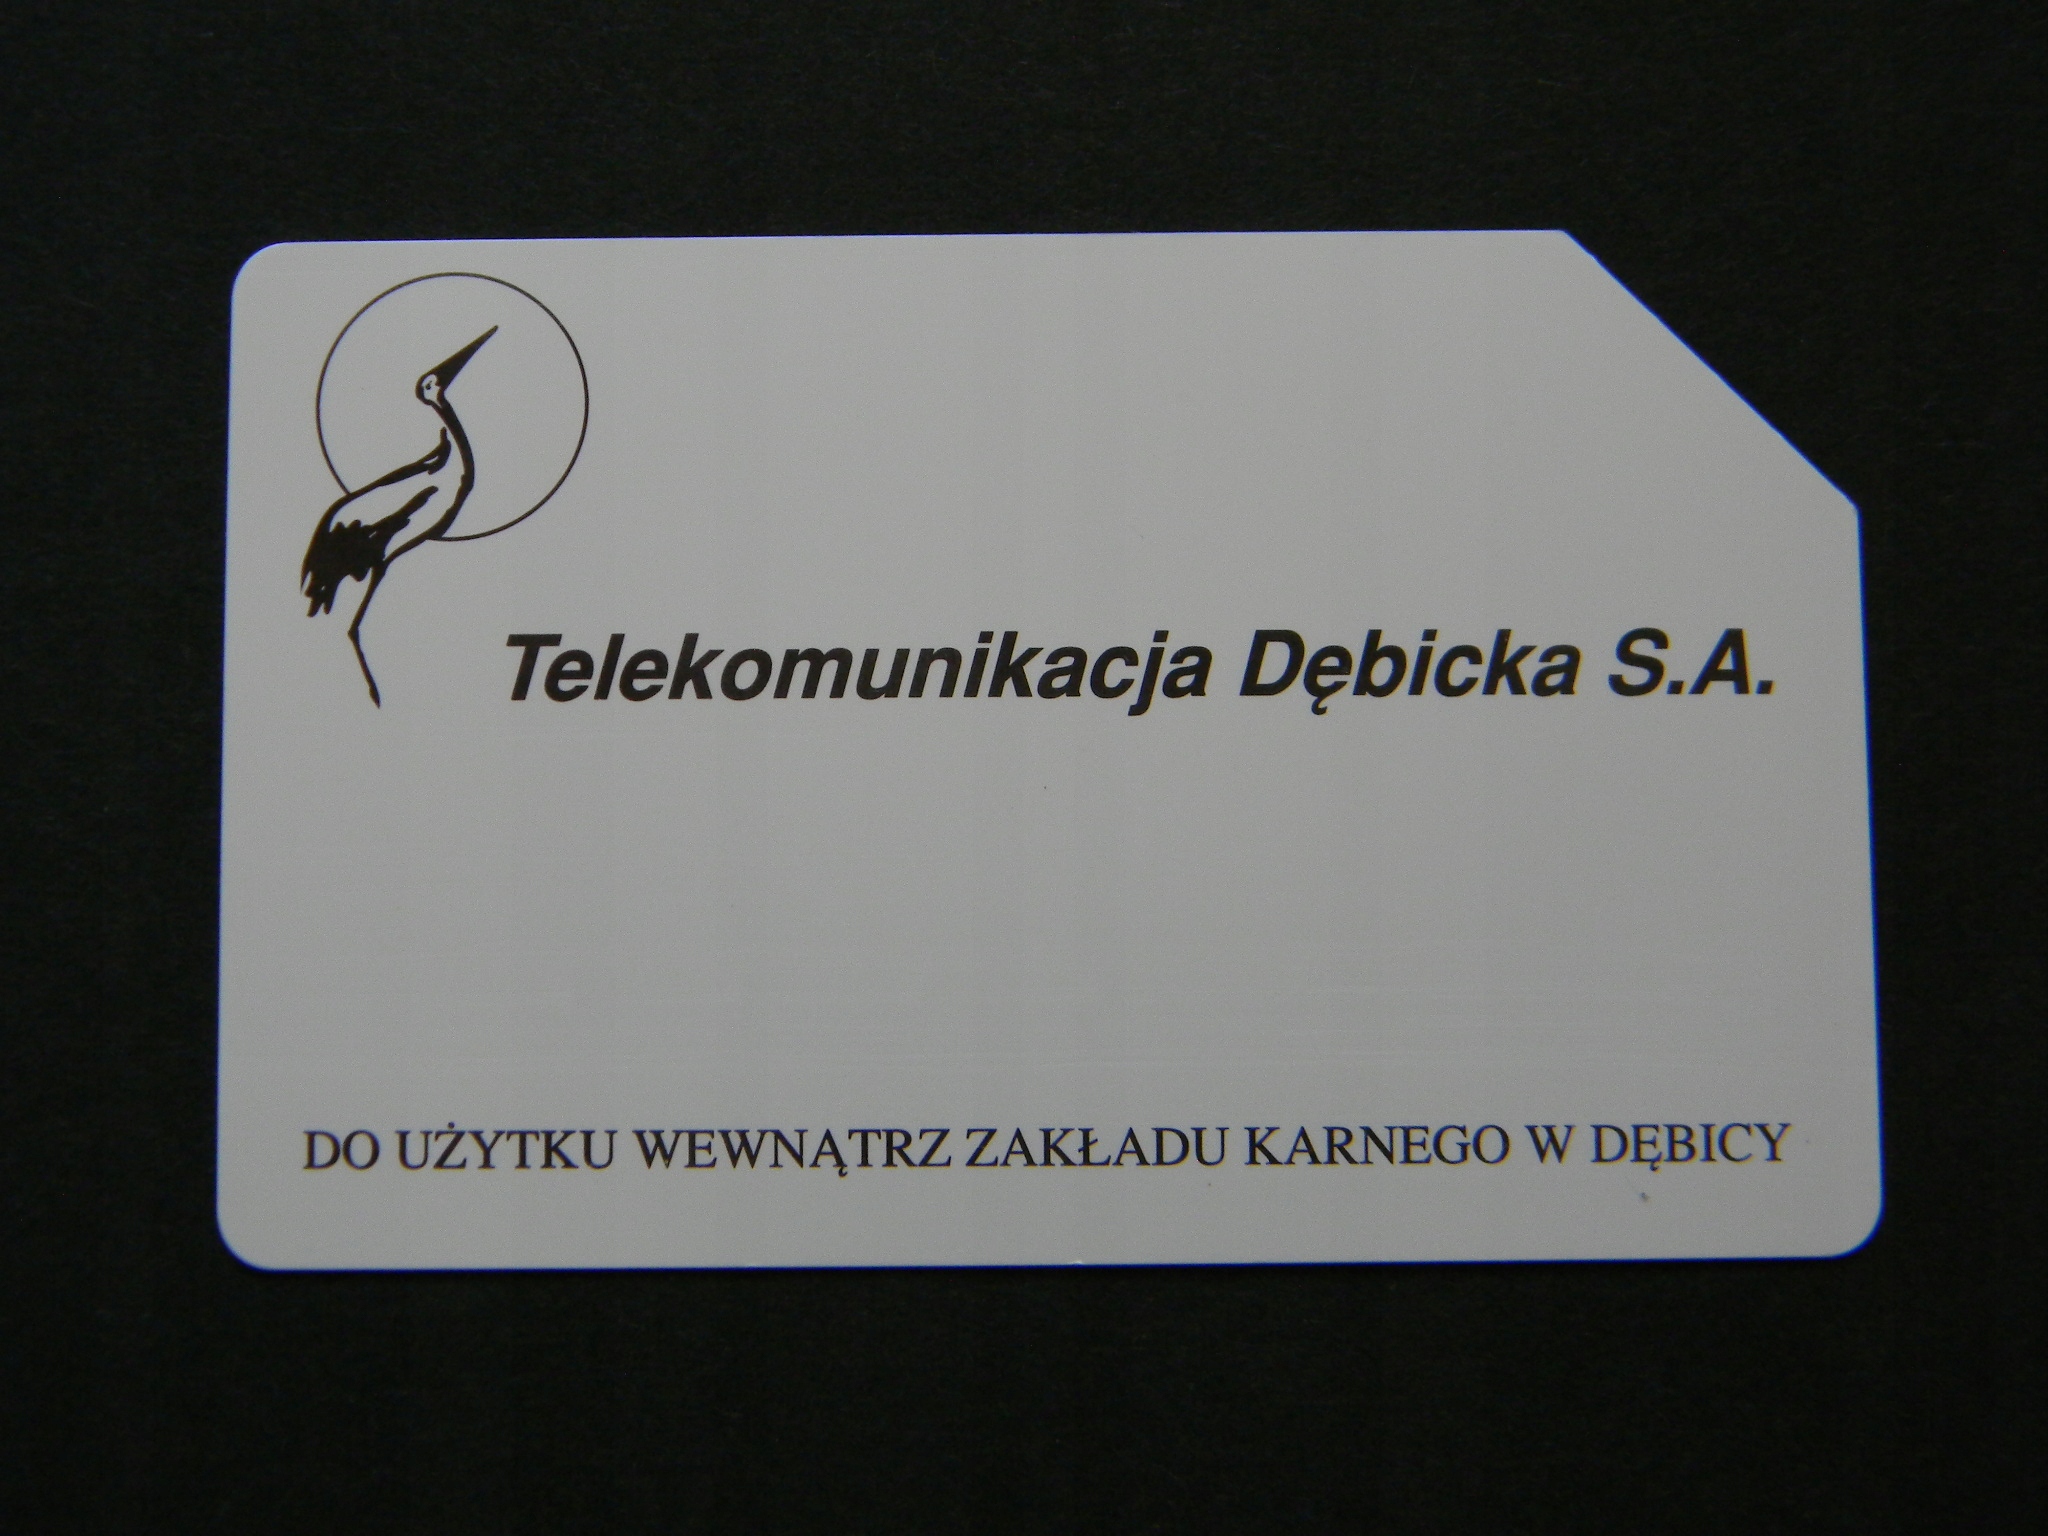 Telekomunikacja Dębicka S.A.
DO UŻYTKU WEWNĄTRZ ZAKŁADU KARNEGO W DĘBICY